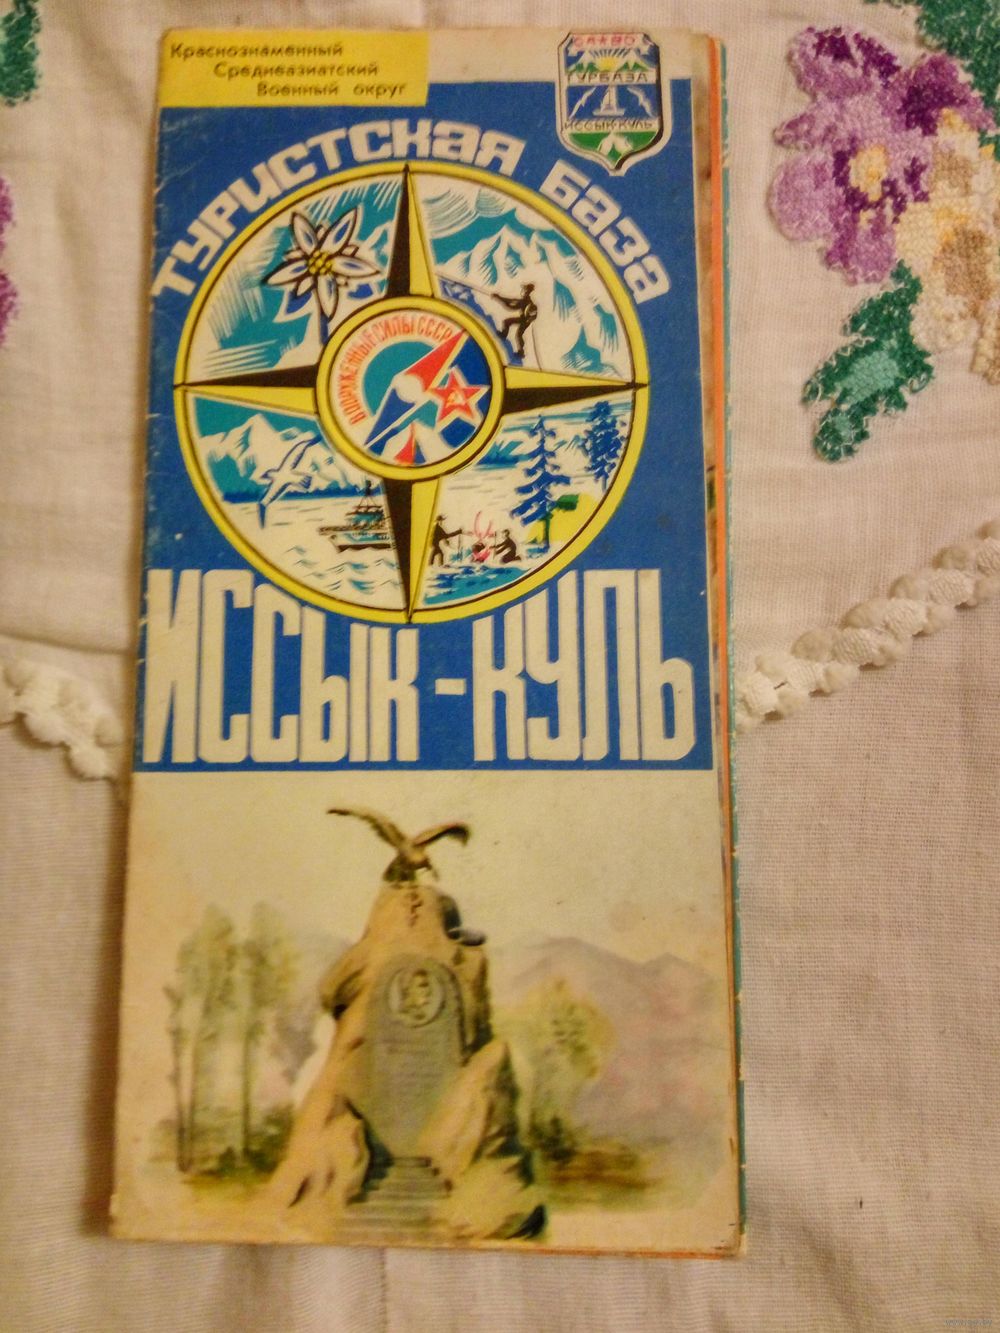 Краснознаменный
Среднеазиатский
Военный округ
САВО
ТУРБАЗА
ИССЫК-КУЛЬ
ТУРИСТСКАЯ БАЗА
ВООРУЖЕННЫЕ СИЛЫ СССР
ИССЫК-КУЛЬ